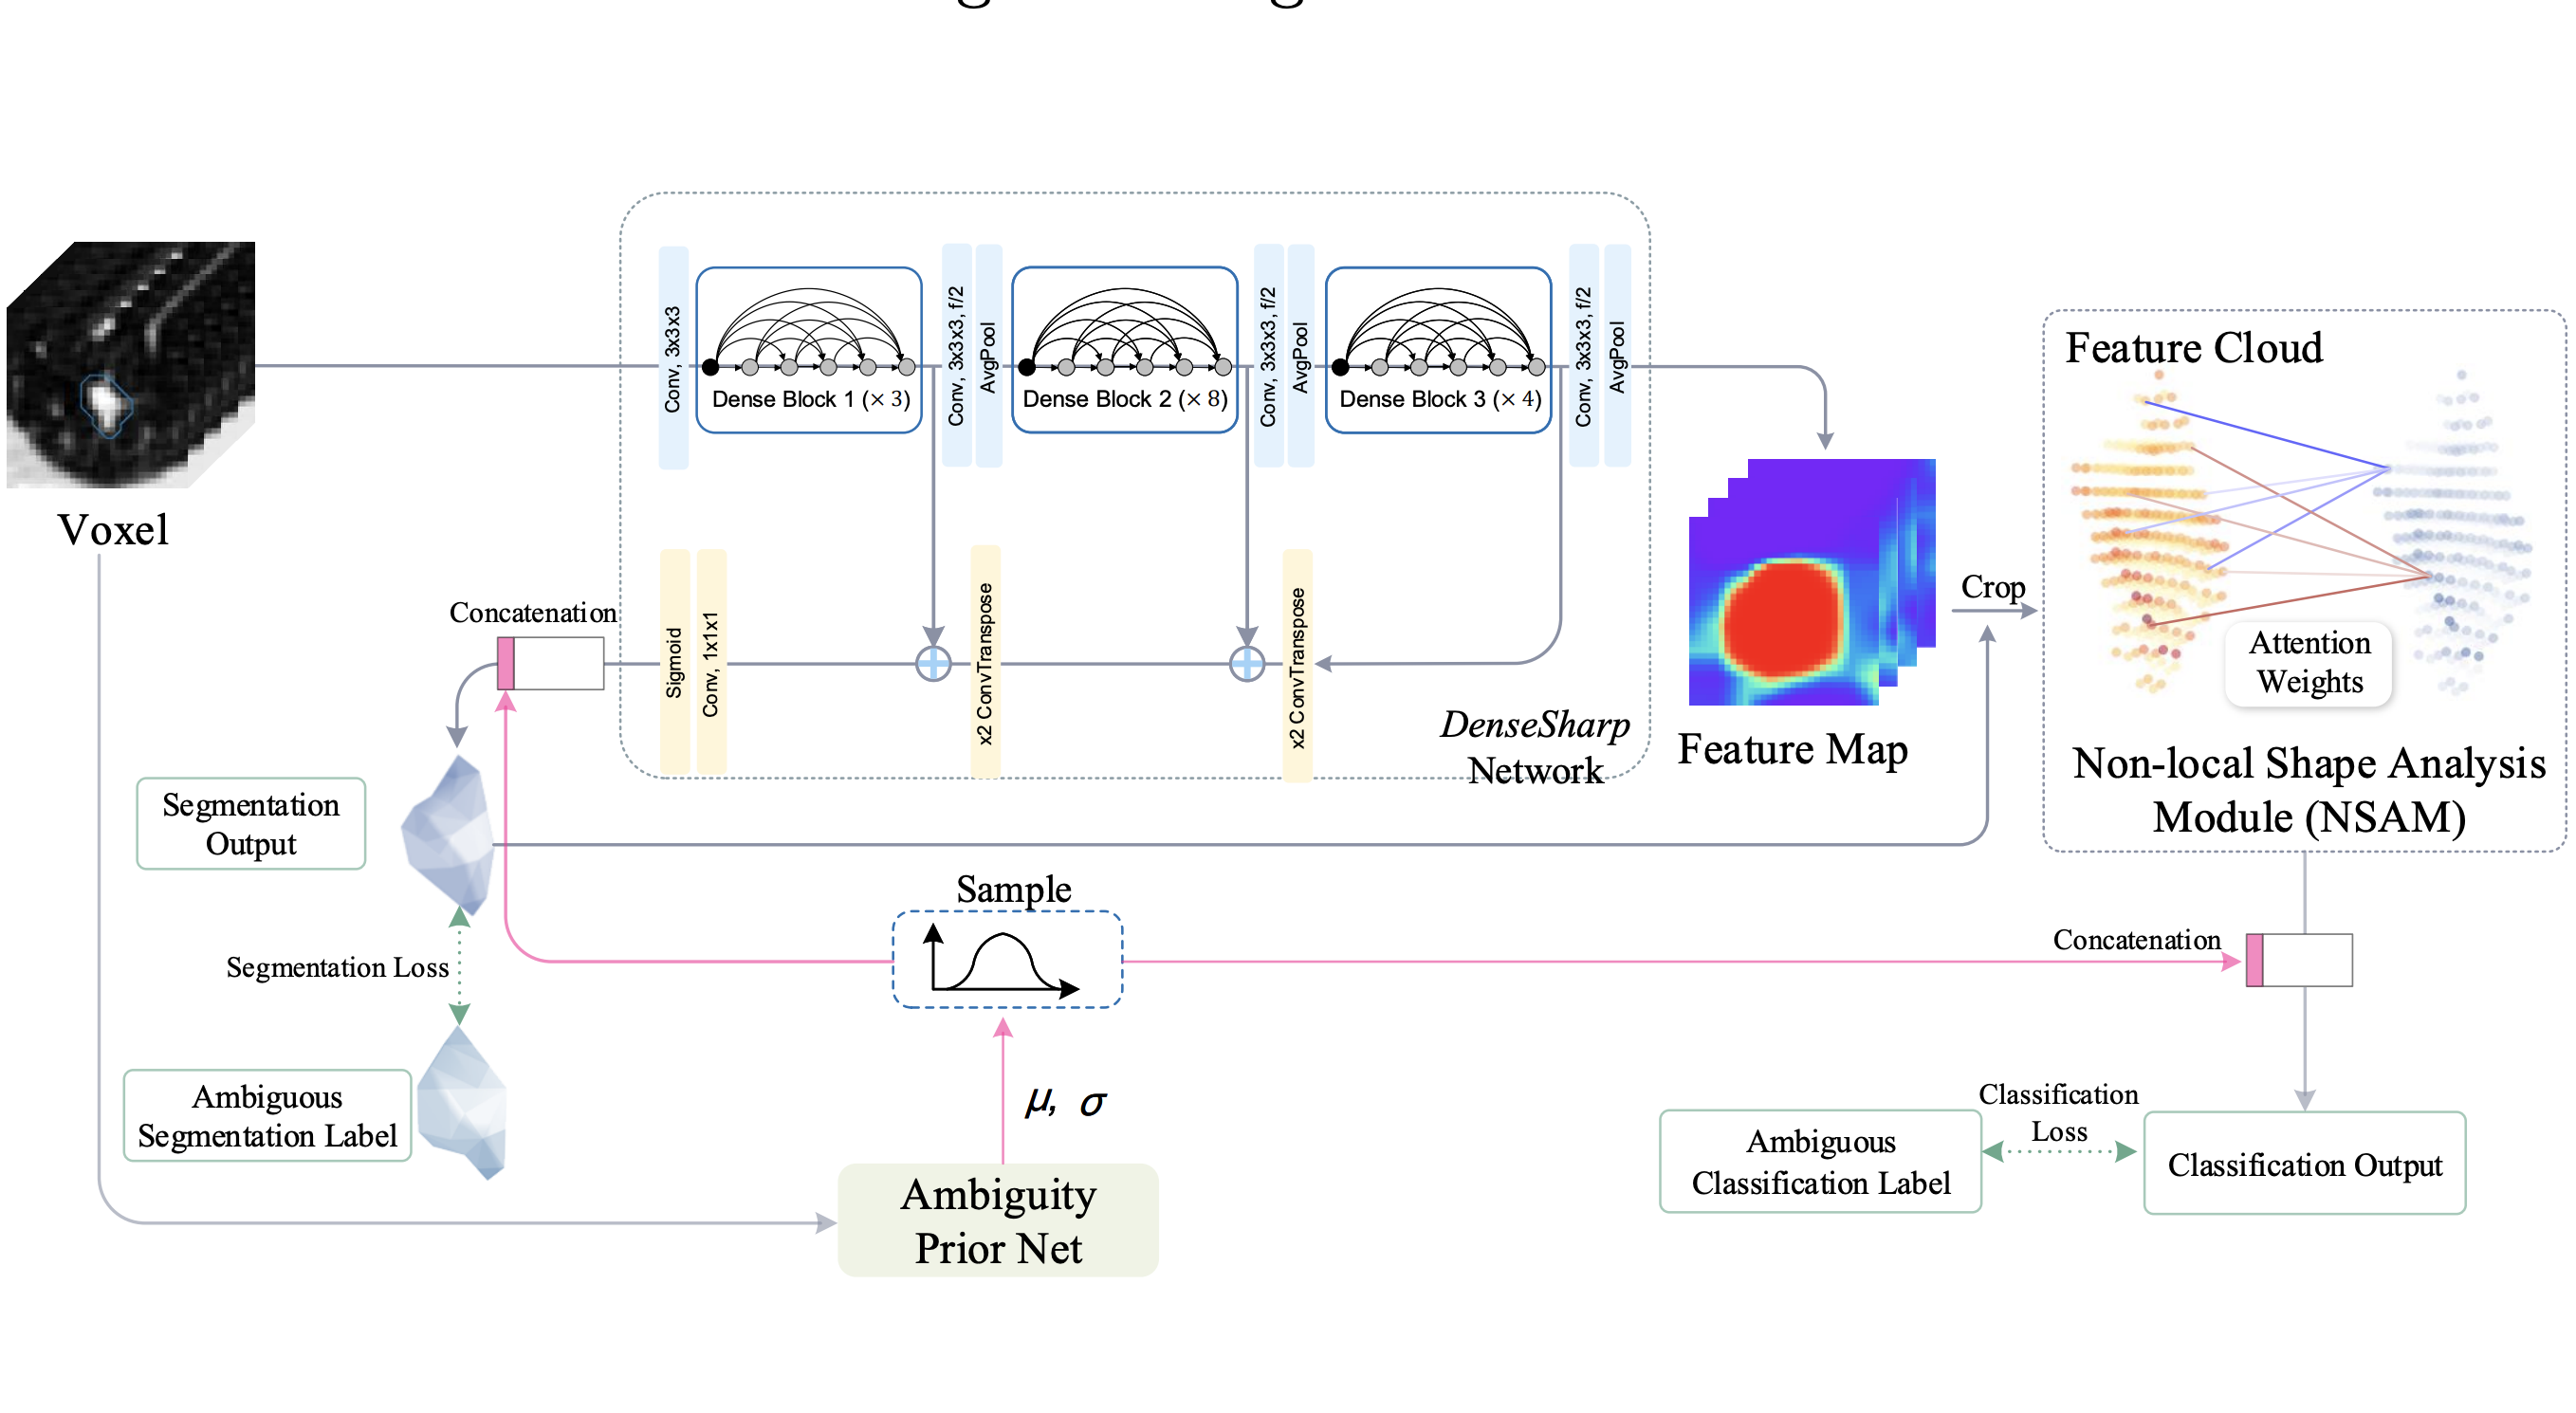 Voxel
Conv, 3x3x3
Dense Block 1 (× 3)
Conv, 3x3x3, f/2
AvgPool
Dense Block 2 (× 8)
Conv, 3x3x3, f/2
AvgPool
Dense Block 3 (× 4)
Conv, 3x3x3, f/2
AvgPool
Concatenation
Sigmoid
Conv, 1x1x1
x2 ConvTranspose
x2 ConvTranspose
DenseSharp
Network
Feature Map
Crop
Feature Cloud
Attention
Weights
Non-local Shape Analysis
Module (NSAM)
Segmentation
Output
Segmentation Loss
Ambiguous
Segmentation Label
Sample
μ, σ
Ambiguity
Prior Net
Concatenation
Classification
Loss
Ambiguous
Classification Label
Classification Output